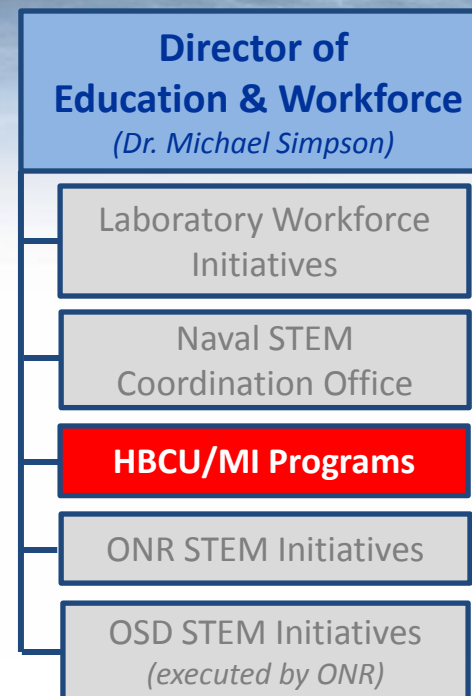 Director of
Education & Workforce
(Dr. Michael Simpson)
Laboratory Workforce
Initiatives
Naval STEM
Coordination Office
HBCU/MI Programs
ONR STEM Initiatives
OSD STEM Initiatives
(executed by ONR)